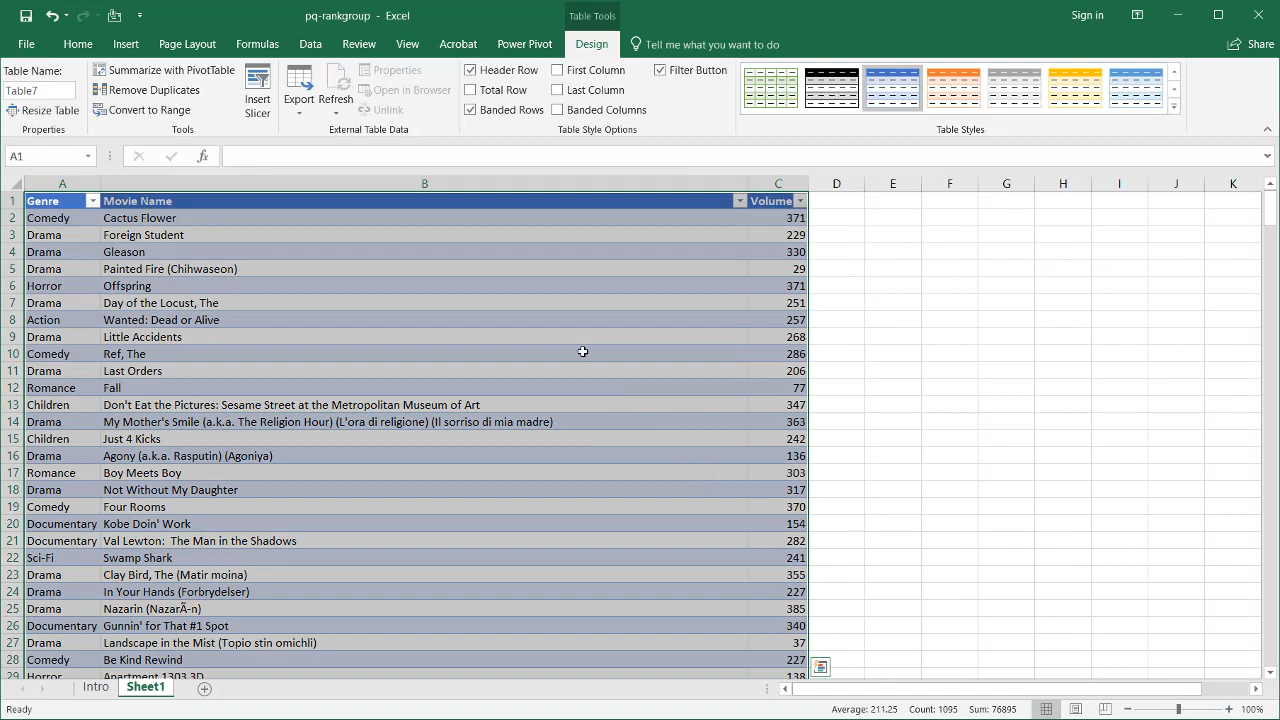 pq-rankgroup - Excel
Table Tools
Sign in
File Home Insert Page Layout Formulas Data Review View Acrobat Power Pivot Design Tell me what you want to do Share
Table Name:
Table7
Resize Table
Properties
Summarize with PivotTable
Remove Duplicates
Convert to Range
Tools
Insert Slicer
Export
Refresh
Properties
Unlink
External Table Data
Header Row
Total Row
Banded Rows
First Column
Last Column
Banded Columns
Filter Button
Table Style Options
Table Styles
A1
fx
A B C D E F G H I J K
1 Genre Movie Name Volume
2 Comedy Cactus Flower 371
3 Drama Foreign Student 229
4 Drama Gleason 330
5 Drama Painted Fire (Chihwaseon) 29
6 Horror Offspring 371
7 Drama Day of the Locust, The 251
8 Action Wanted: Dead or Alive 257
9 Drama Little Accidents 268
10 Comedy Ref, The 286
11 Drama Last Orders 206
12 Romance Fall 77
13 Children Don't Eat the Pictures: Sesame Street at the Metropolitan Museum of Art 347
14 Drama My Mother's Smile (a.k.a. The Religion Hour) (L'ora di religione) (Il sorriso di mia madre) 363
15 Children Just 4 Kicks 242
16 Drama Agony (a.k.a. Rasputin) (Agoniya) 136
17 Romance Boy Meets Boy 303
18 Drama Not Without My Daughter 317
19 Comedy Four Rooms 370
20 Documentary Kobe Doin' Work 154
21 Documentary Val Lewton: The Man in the Shadows 282
22 Sci-Fi Swamp Shark 241
23 Drama Clay Bird, The (Matir moina) 355
24 Drama In Your Hands (Forbrydelser) 227
25 Drama Nazarin (NazarÃ-n) 385
26 Documentary Gunnin' for That #1 Spot 340
27 Drama Landscape in the Mist (Topio stin omichli) 37
28 Comedy Be Kind Rewind 227
29 Horror Apartment 1303 3D 138
Intro Sheet1
Ready
Average: 211.25 Count: 1095 Sum: 76895
100%